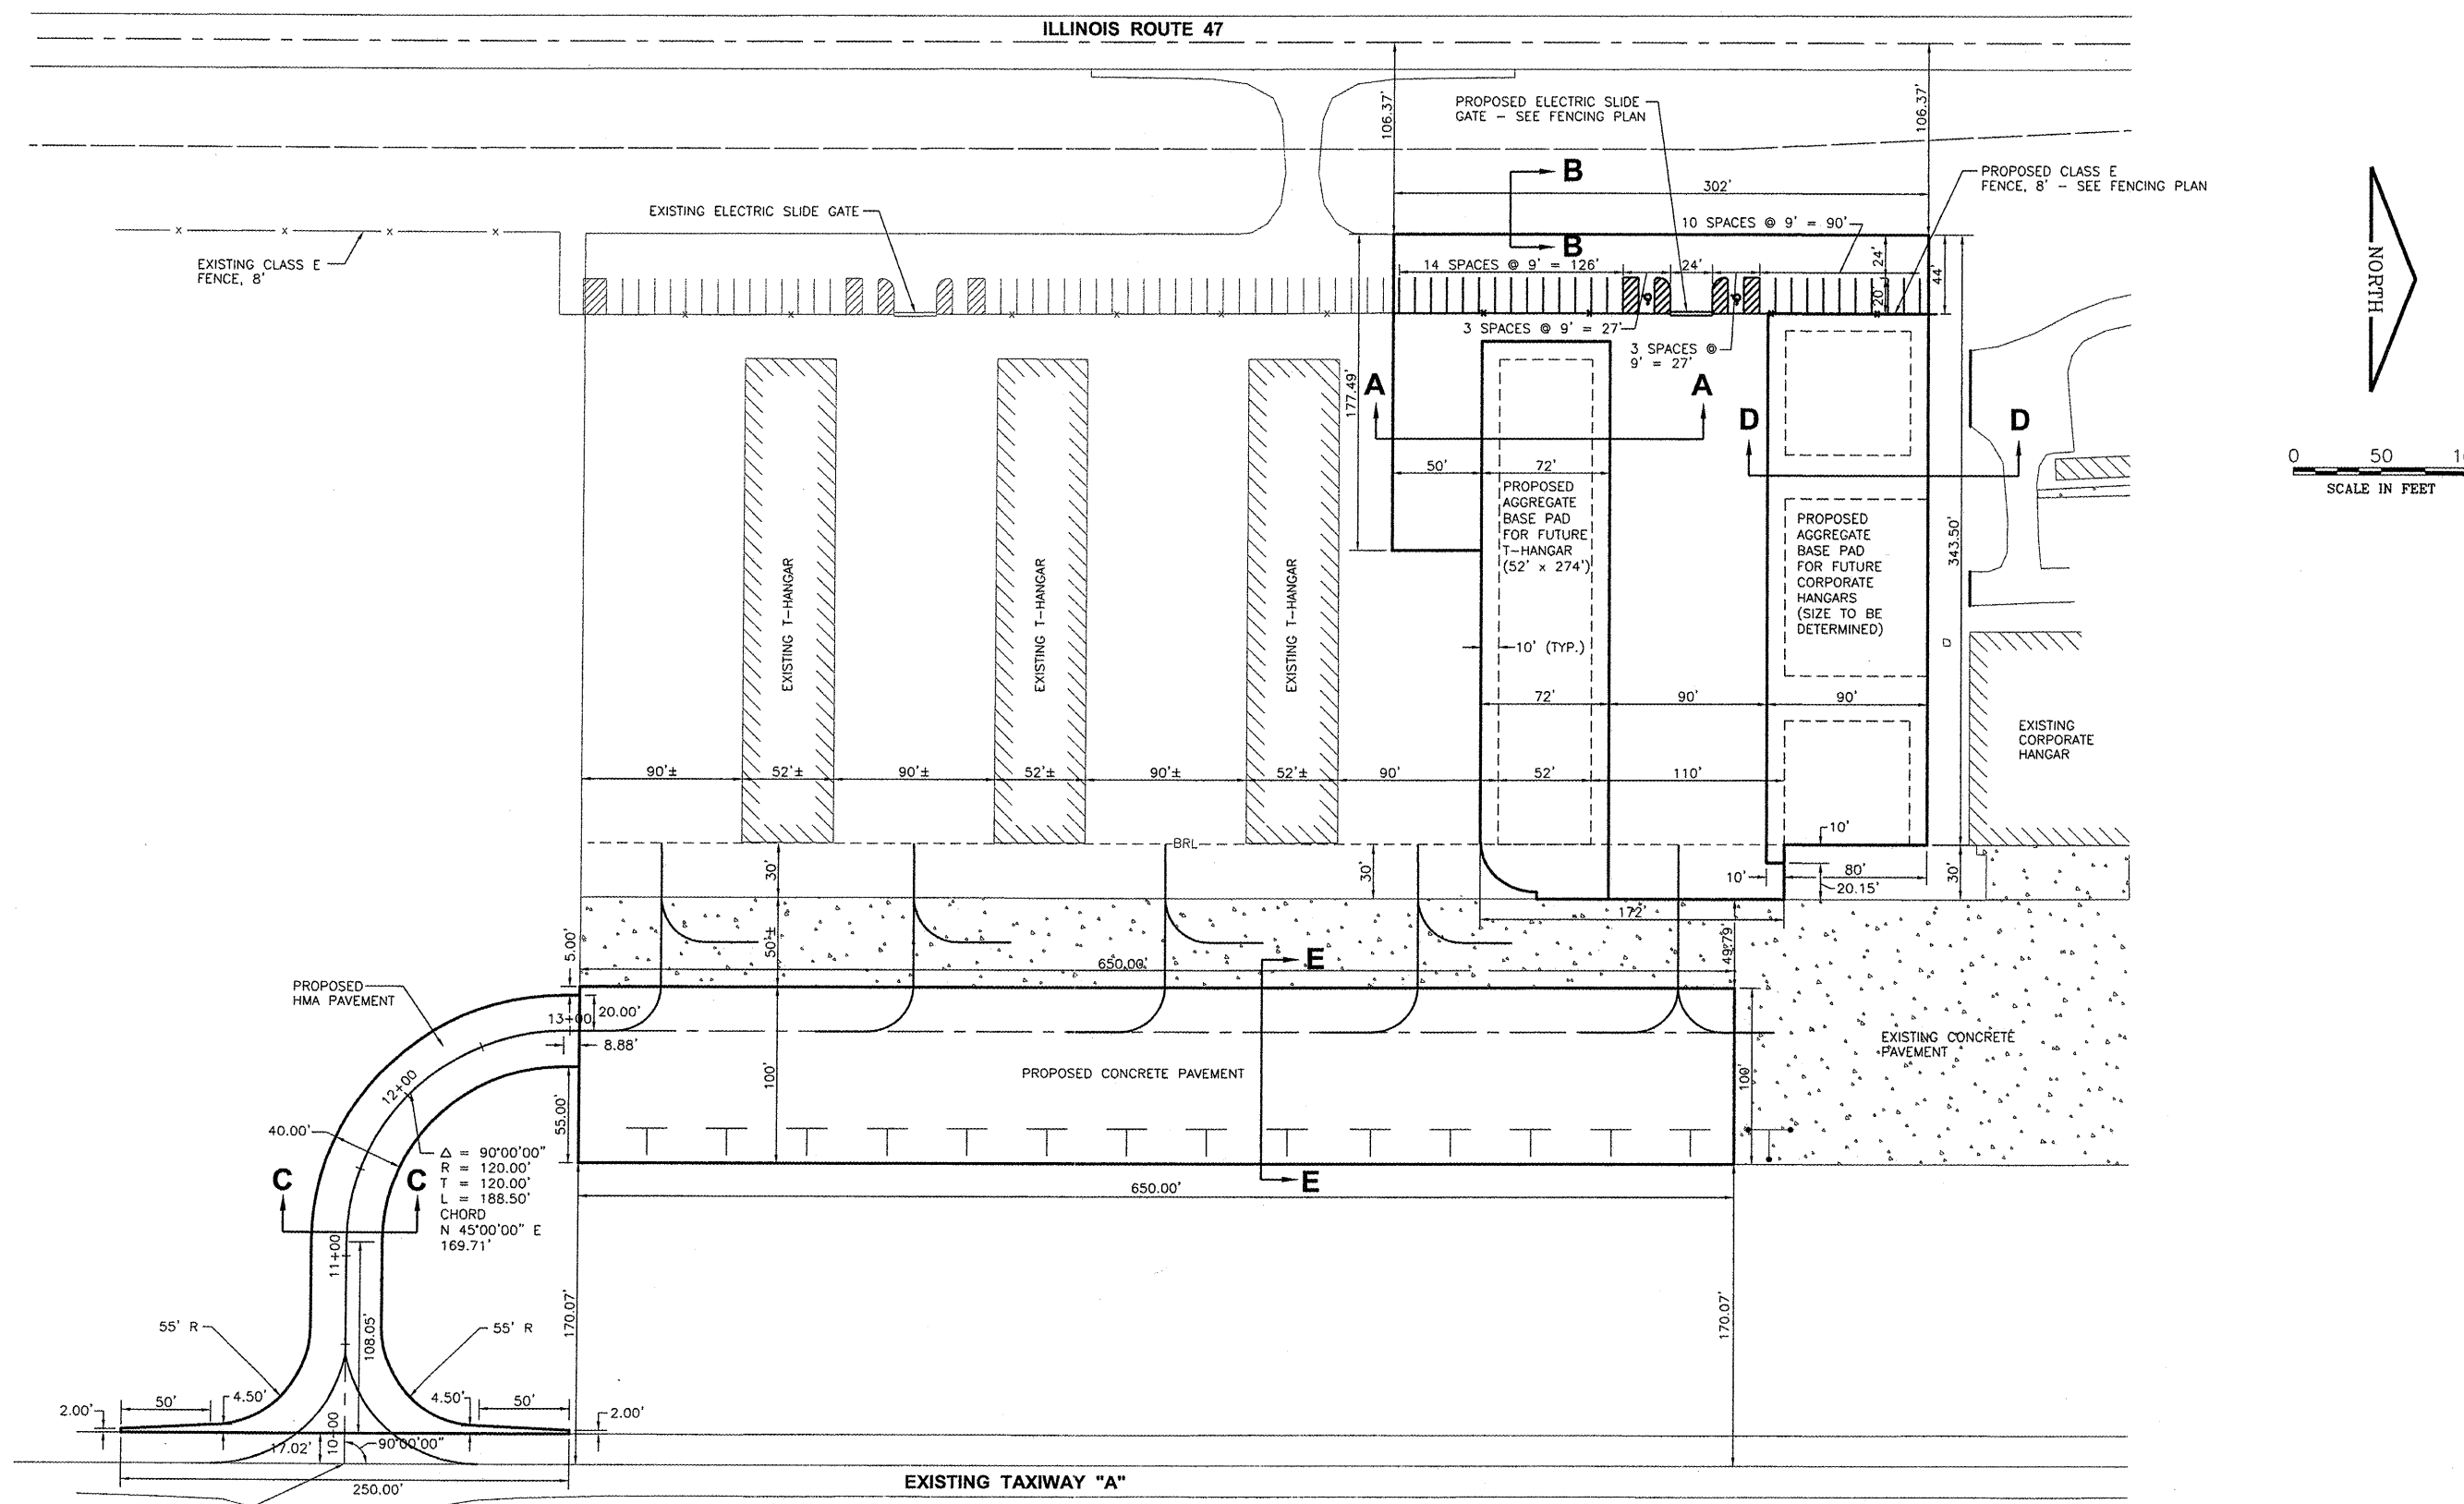 ILLINOIS ROUTE 47
106.37'
106.37'
PROPOSED ELECTRIC SLIDE
GATE - SEE FENCING PLAN
PROPOSED CLASS E
FENCE, 8' - SEE FENCING PLAN
B
302'
EXISTING ELECTRIC SLIDE GATE
10 SPACES @ 9' = 90'
B
EXISTING CLASS E
FENCE, 8'
14 SPACES @ 9' = 126'
24'
24'
44'
20'
NORTH
3 SPACES @ 9' = 27'
3 SPACES @
9' = 27'
177.49'
A
A
D
D
0 50
SCALE IN FEET
50'
72'
PROPOSED
AGGREGATE
BASE PAD
FOR FUTURE
T-HANGAR
(52' x 274')
PROPOSED
AGGREGATE
BASE PAD
FOR FUTURE
CORPORATE
HANGARS
(SIZE TO BE
DETERMINED)
343.50'
EXISTING T-HANGAR
EXISTING T-HANGAR
EXISTING T-HANGAR
10' (TYP.)
72'
90'
90'
EXISTING
CORPORATE
HANGAR
90'±
52'±
90'±
52'±
90'±
52'±
90'
52'
110'
BRL
10'
30'
30'
10'
80'
30'
20.15'
172'
5.00'
50'±
49.79'
650.00'
E
PROPOSED
HMA PAVEMENT
20.00'
13+00
8.88'
EXISTING CONCRETE
PAVEMENT
PROPOSED CONCRETE PAVEMENT
100'
100'
12+00
55.00'
40.00'
Δ = 90°00'00"
R = 120.00'
T = 120.00'
L = 188.50'
CHORD
N 45°00'00" E
169.71'
C
C
E
650.00'
11+00
108.05'
170.07'
170.07'
55' R
55' R
50'
4.50'
4.50'
50'
2.00'
2.00'
17.02'
10+00
90°00'00"
250.00'
EXISTING TAXIWAY "A"